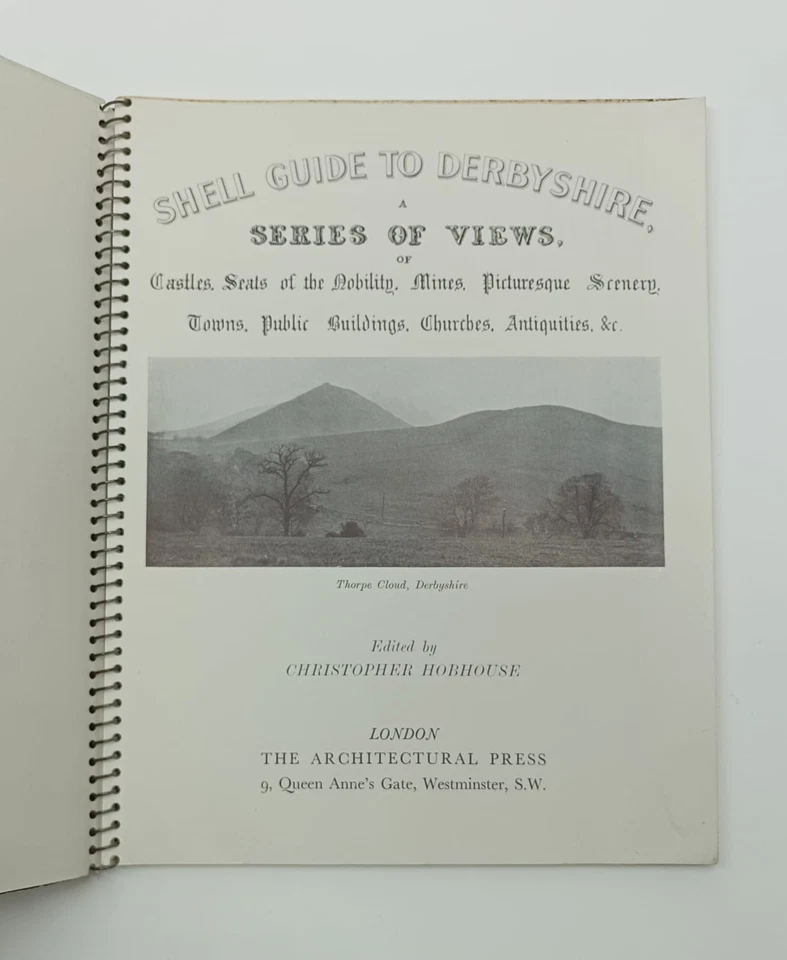 SHELL GUIDE TO DERBYSHIRE,
A
SERIES OF VIEWS,
OF
Castles, Seats of the Nobility, Mines, Picturesque Scenery,
Towns, Public Buildings, Churches, Antiquities, &c.
Thorpe Cloud, Derbyshire
Edited by
CHRISTOPHER HOBHOUSE
LONDON
THE ARCHITECTURAL PRESS
9, Queen Anne's Gate, Westminster, S.W.